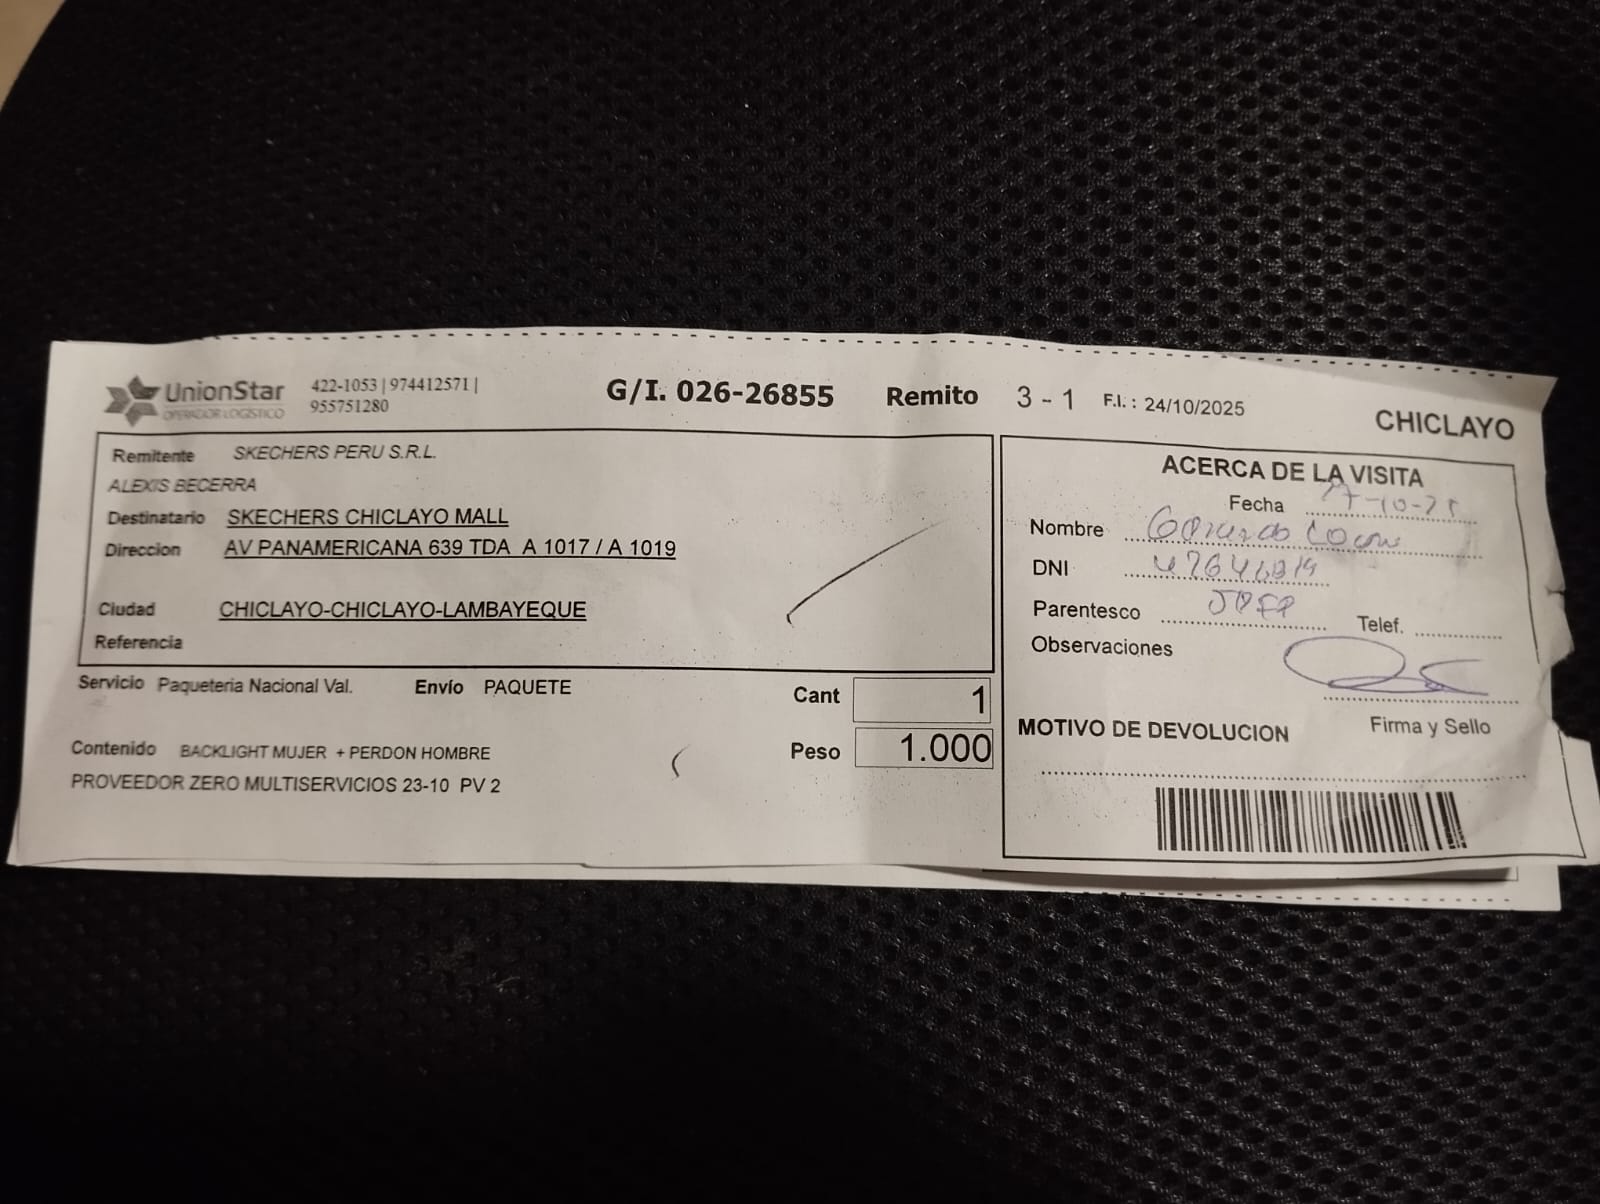 UnionStar
OPERADOR LOGISTICO
422-1053 | 974412571 |
955751280
G/I. 026-26855 Remito 3 - 1 F.I. : 24/10/2025
CHICLAYO
Remitente SKECHERS PERU S.R.L.
ALEXIS BECERRA
Destinatario SKECHERS CHICLAYO MALL
Direccion AV PANAMERICANA 639 TDA A 1017 / A 1019
Ciudad CHICLAYO-CHICLAYO-LAMBAYEQUE
Referencia
Servicio Paqueteria Nacional Val. Envío PAQUETE
Cant 1
Contenido BACKLIGHT MUJER + PERDON HOMBRE
Peso 1.000
PROVEEDOR ZERO MULTISERVICIOS 23-10 PV 2
ACERCA DE LA VISITA
Fecha 27-10-25
Nombre
DNI
Parentesco
Telef.
Observaciones
Firma y Sello
MOTIVO DE DEVOLUCION